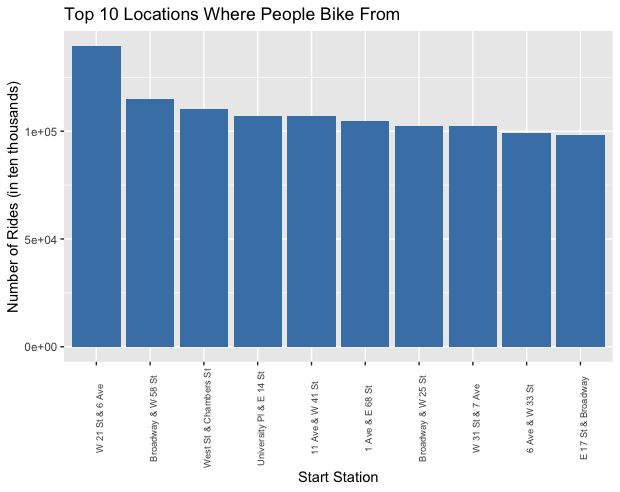 Top 10 Locations Where People Bike From
Number of Rides (in ten thousands)
1e+05
5e+04
0e+00
W 21 St & 6 Ave
Broadway & W 58 St
West St & Chambers St
University Pl & E 14 St
11 Ave & W 41 St
1 Ave & E 68 St
Broadway & W 25 St
W 31 St & 7 Ave
6 Ave & W 33 St
E 17 St & Broadway
Start Station